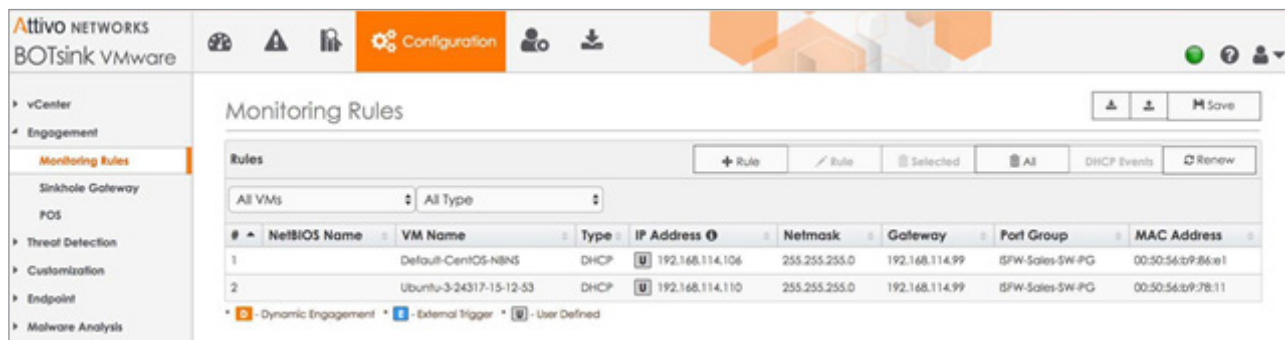 Attivo NETWORKS
BOTsink VMware
Configuration
vCenter
Engagement
Monitoring Rules
Sinkhole Gateway
POS
Threat Detection
Customization
Endpoint
Malware Analysis
Monitoring Rules
Save
Rules
+ Rule
Rule
Selected
All
DHCP Events
Renew
All VMs
All Type
# NetBIOS Name VM Name Type IP Address Netmask Gateway Port Group MAC Address
1 Default-CentOS-NBNS DHCP U 192.168.114.106 255.255.255.0 192.168.114.99 ISFW-Sales-SW-PG 00:50:56:b9:86:e1
2 Ubuntu-3-24317-15-12-53 DHCP U 192.168.114.110 255.255.255.0 192.168.114.99 ISFW-Sales-SW-PG 00:50:56:b9:78:11
* D - Dynamic Engagement * E - External Trigger * U - User Defined